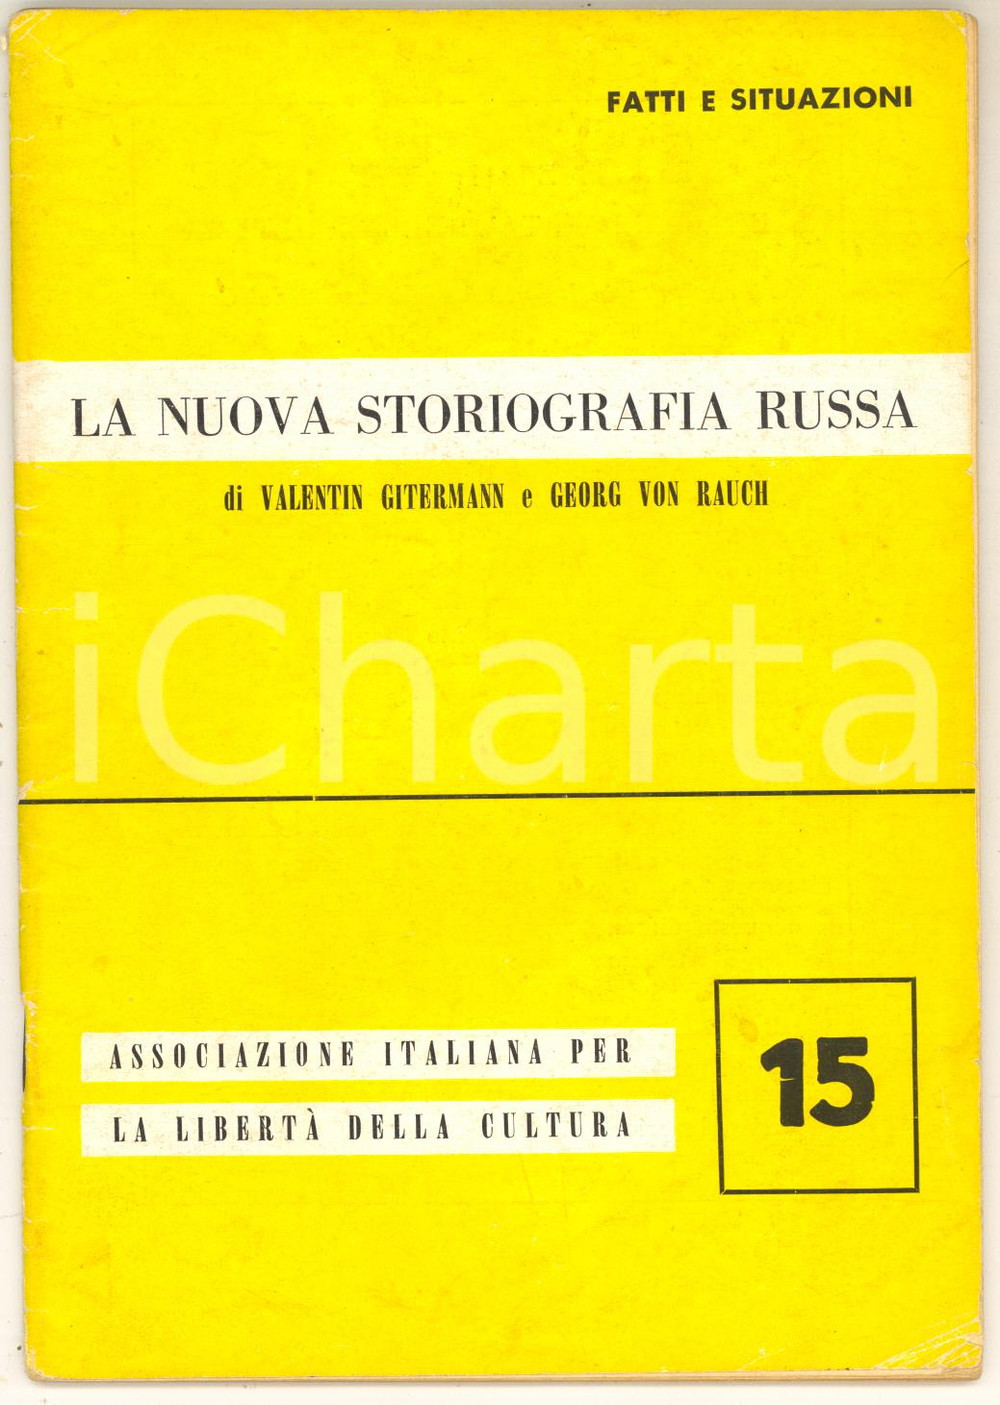 FATTI E SITUAZIONI
LA NUOVA STORIOGRAFIA RUSSA
di VALENTIN GITERMANN e GEORG VON RAUCH
iCharta
ASSOCIAZIONE ITALIANA PER
LA LIBERTÀ DELLA CULTURA
15